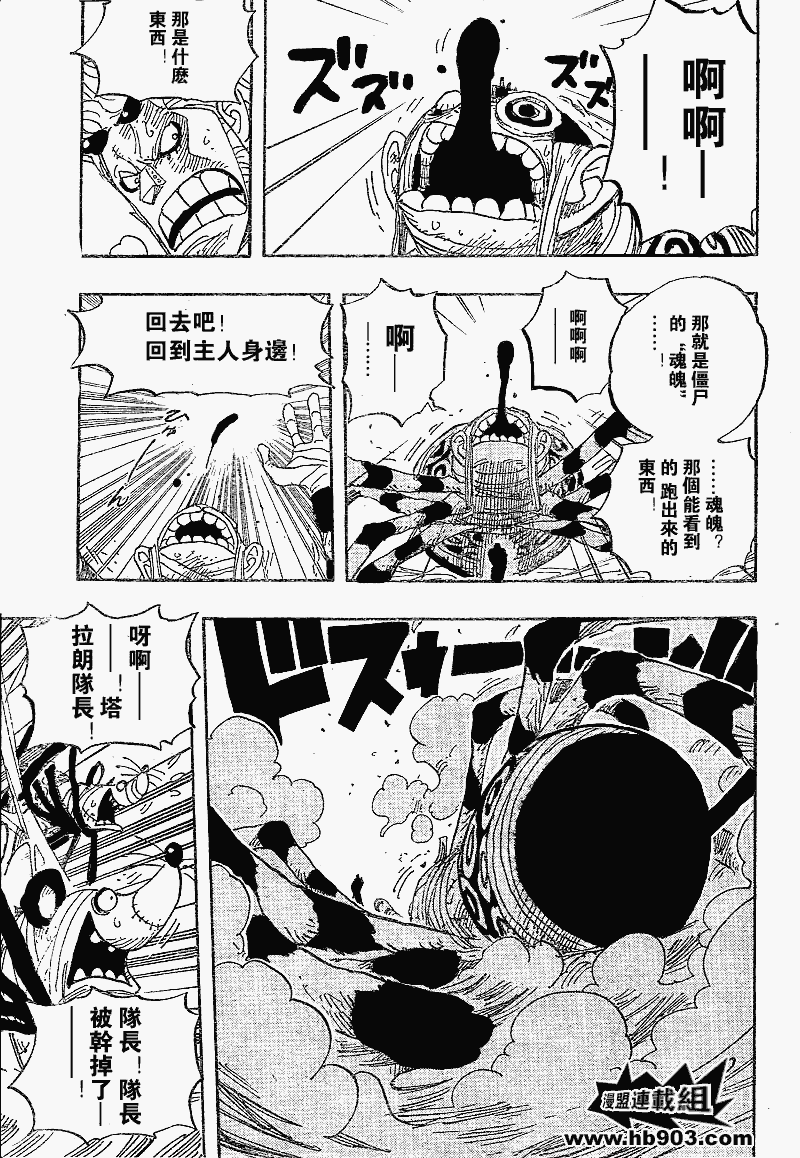 啊啊——!
ズズ
ズズ
那是什麼
東西!
那就是僵尸
的“魂魄”
……!
……魂魄?
那個能看到
的跑出來的
東西!
啊啊啊
——!
啊——
——!……
回去吧!
回到主人身邊!
ドスォー……ン
呀啊——
——!塔
拉朗隊長!
隊長!隊長
被幹掉了—
——!
漫盟連載組
www.hb903.com